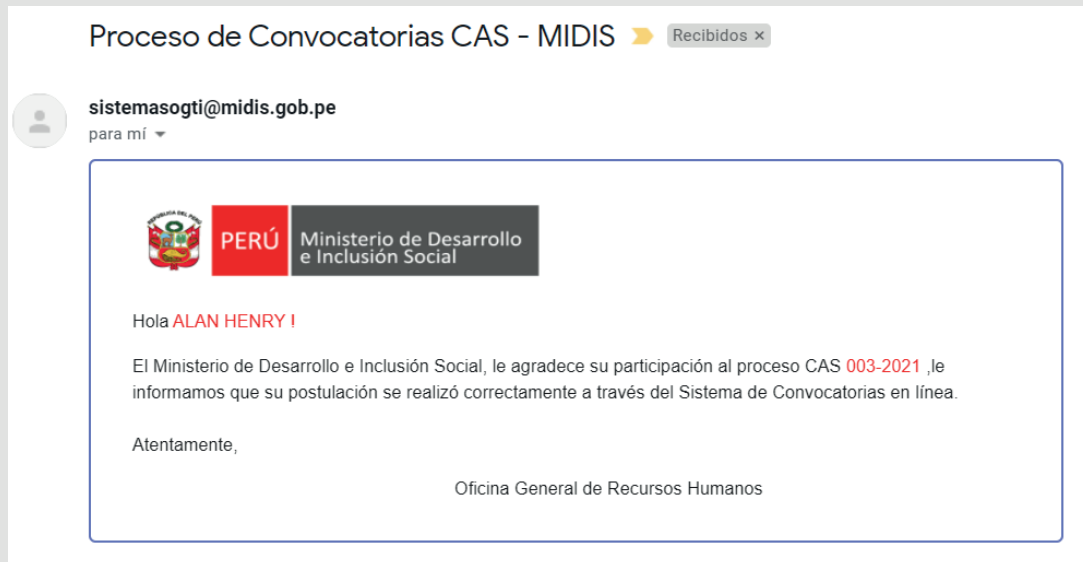 Proceso de Convocatorias CAS - MIDIS Recibidos ×
sistemasogti@midis.gob.pe
para mí
REPUBLICA DEL PERÚ
PERÚ Ministerio de Desarrollo
e Inclusión Social
Hola ALAN HENRY !
El Ministerio de Desarrollo e Inclusión Social, le agradece su participación al proceso CAS 003-2021 ,le
informamos que su postulación se realizó correctamente a través del Sistema de Convocatorias en línea.
Atentamente,
Oficina General de Recursos Humanos